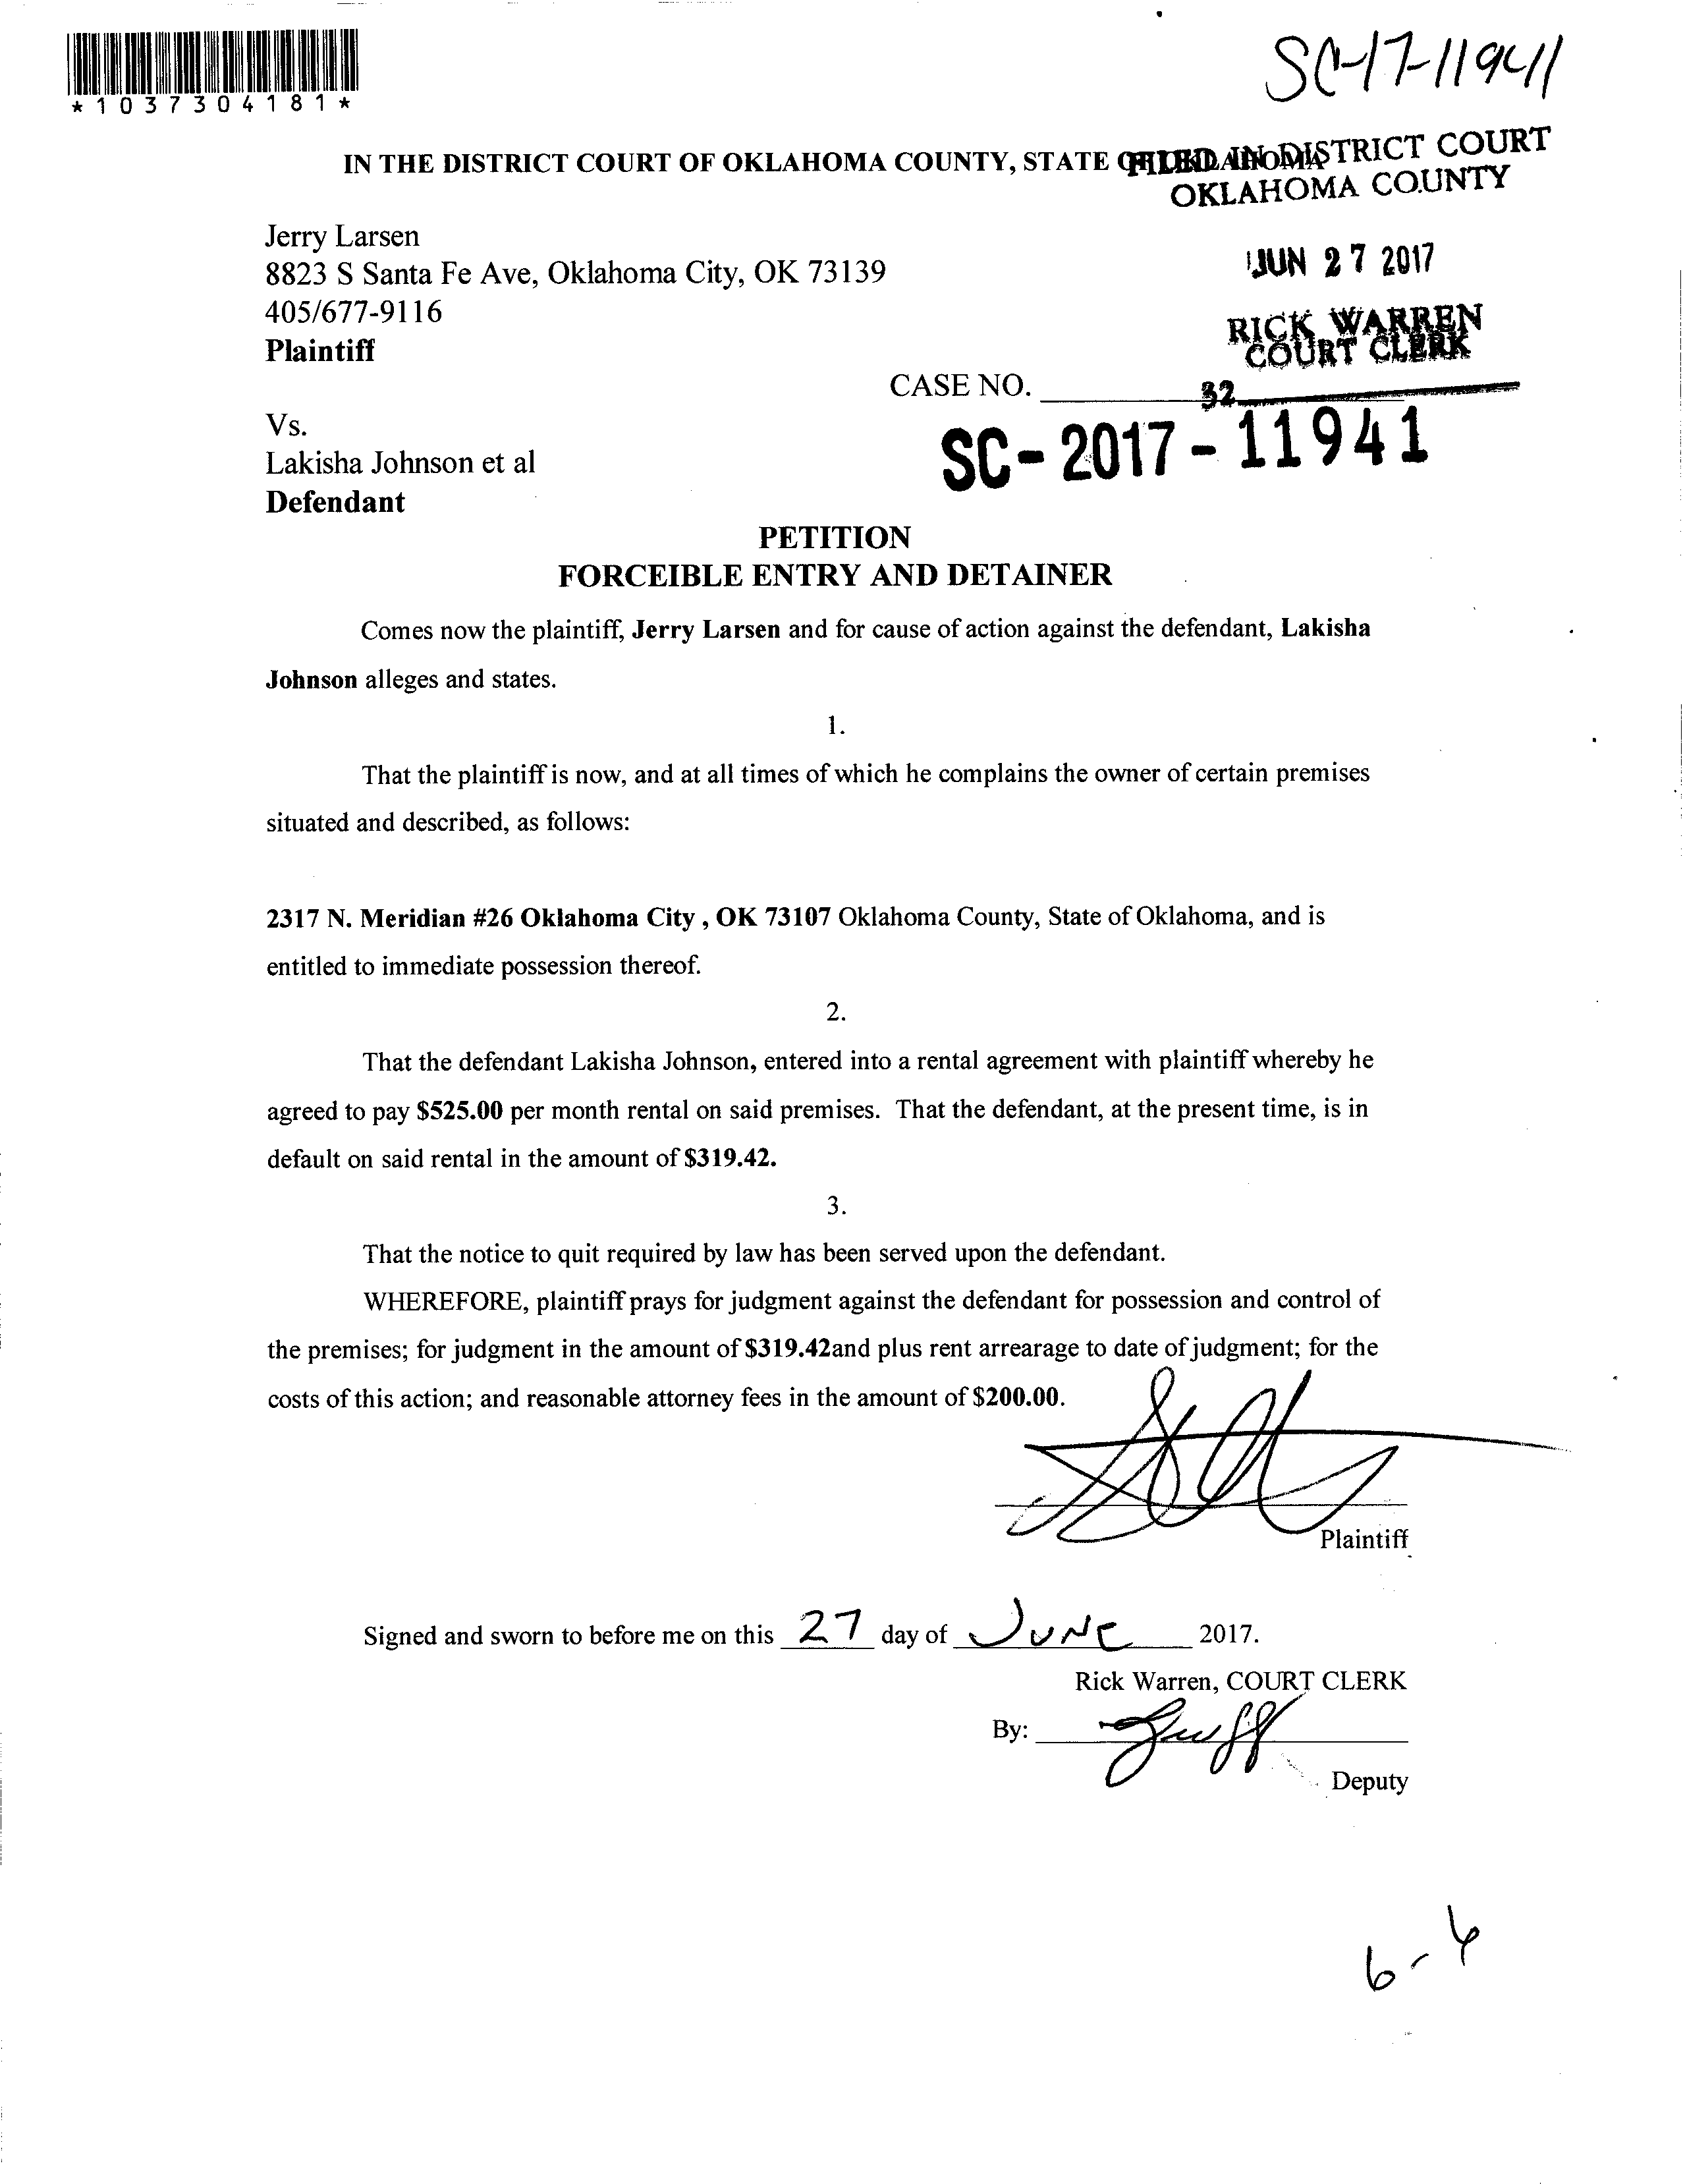 SC-17-11941
*1037304181*
IN THE DISTRICT COURT OF OKLAHOMA COUNTY, STATE OF OKLAHOMA
FILED IN DISTRICT COURT
OKLAHOMA COUNTY
Jerry Larsen
8823 S Santa Fe Ave, Oklahoma City, OK 73139
JUN 27 2017
405/677-9116
RICK WARREN
COURT CLERK
Plaintiff
CASE NO.
32
Vs.
SC-2017-11941
Lakisha Johnson et al
Defendant
PETITION
FORCEIBLE ENTRY AND DETAINER
Comes now the plaintiff, Jerry Larsen and for cause of action against the defendant, Lakisha
Johnson alleges and states.
1.
That the plaintiff is now, and at all times of which he complains the owner of certain premises
situated and described, as follows:
2317 N. Meridian #26 Oklahoma City , OK 73107 Oklahoma County, State of Oklahoma, and is
entitled to immediate possession thereof.
2.
That the defendant Lakisha Johnson, entered into a rental agreement with plaintiff whereby he
agreed to pay $525.00 per month rental on said premises. That the defendant, at the present time, is in
default on said rental in the amount of $319.42.
3.
That the notice to quit required by law has been served upon the defendant.
WHEREFORE, plaintiff prays for judgment against the defendant for possession and control of
the premises; for judgment in the amount of $319.42and plus rent arrearage to date of judgment; for the
costs of this action; and reasonable attorney fees in the amount of $200.00.
Plaintiff
Signed and sworn to before me on this 27 day of JUNE 2017.
Rick Warren, COURT CLERK
By:
Deputy